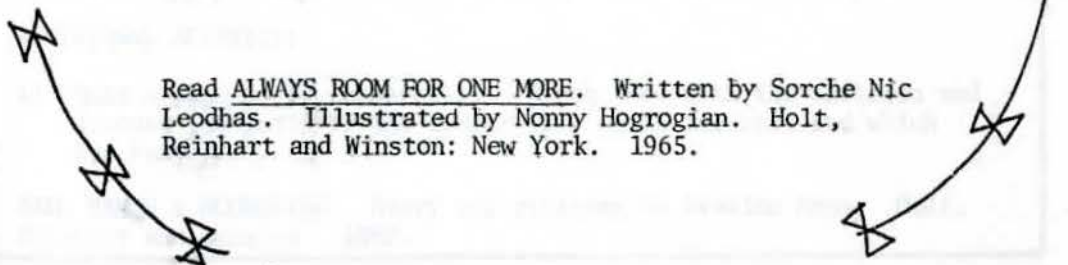 Read ALWAYS ROOM FOR ONE MORE. Written by Sorche Nic
Leodhas. Illustrated by Nonny Hogrogian. Holt,
Reinhart and Winston: New York. 1965.